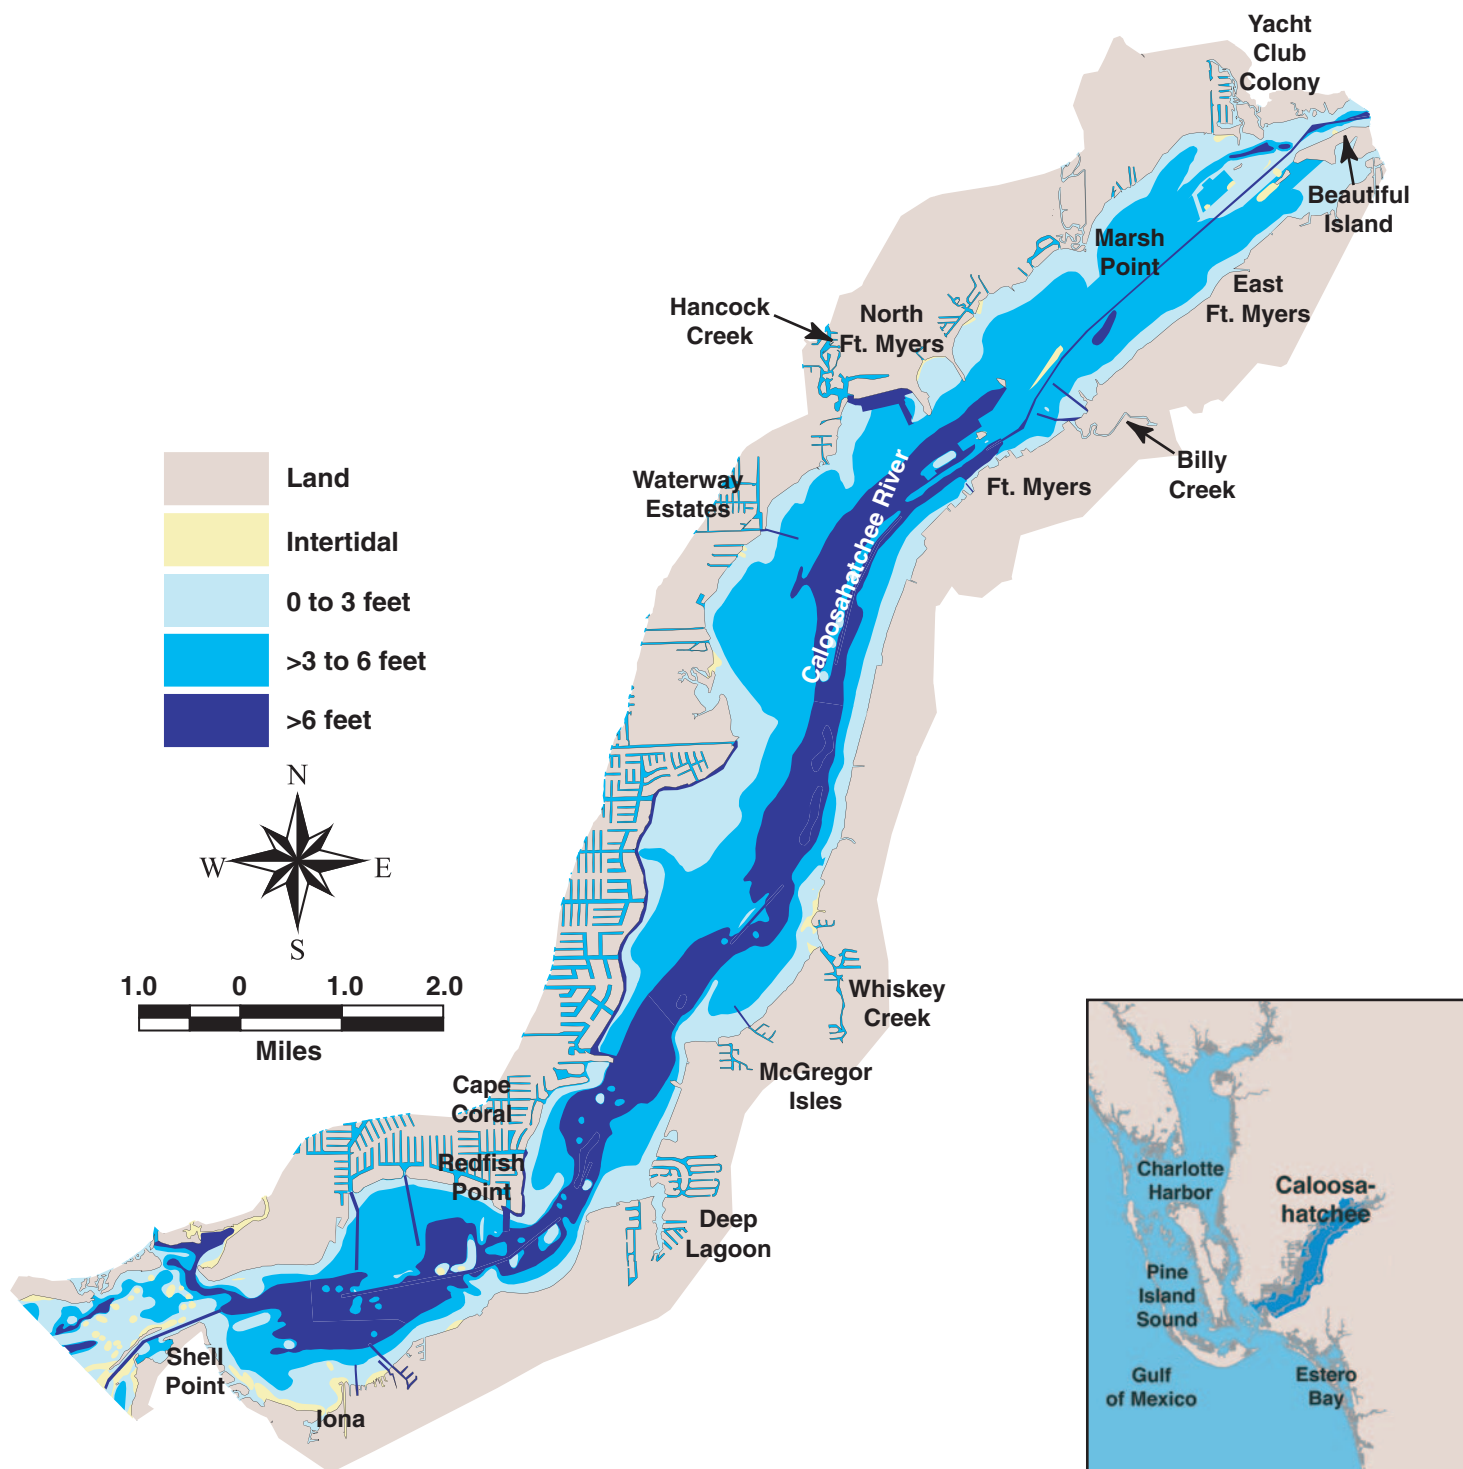 Yacht
Club
Colony
Beautiful
Island
Marsh
Point
East
Ft. Myers
Hancock
Creek
North
Ft. Myers
Billy
Creek
Ft. Myers
Waterway
Estates
Caloosahatchee River
Land
Intertidal
0 to 3 feet
>3 to 6 feet
>6 feet
N
W
E
S
1.0 0 1.0 2.0
Miles
Whiskey
Creek
McGregor
Isles
Cape
Coral
Redfish
Point
Deep
Lagoon
Shell
Point
Iona
Charlotte
Harbor
Caloosa-
hatchee
Pine
Island
Sound
Gulf
of Mexico
Estero
Bay